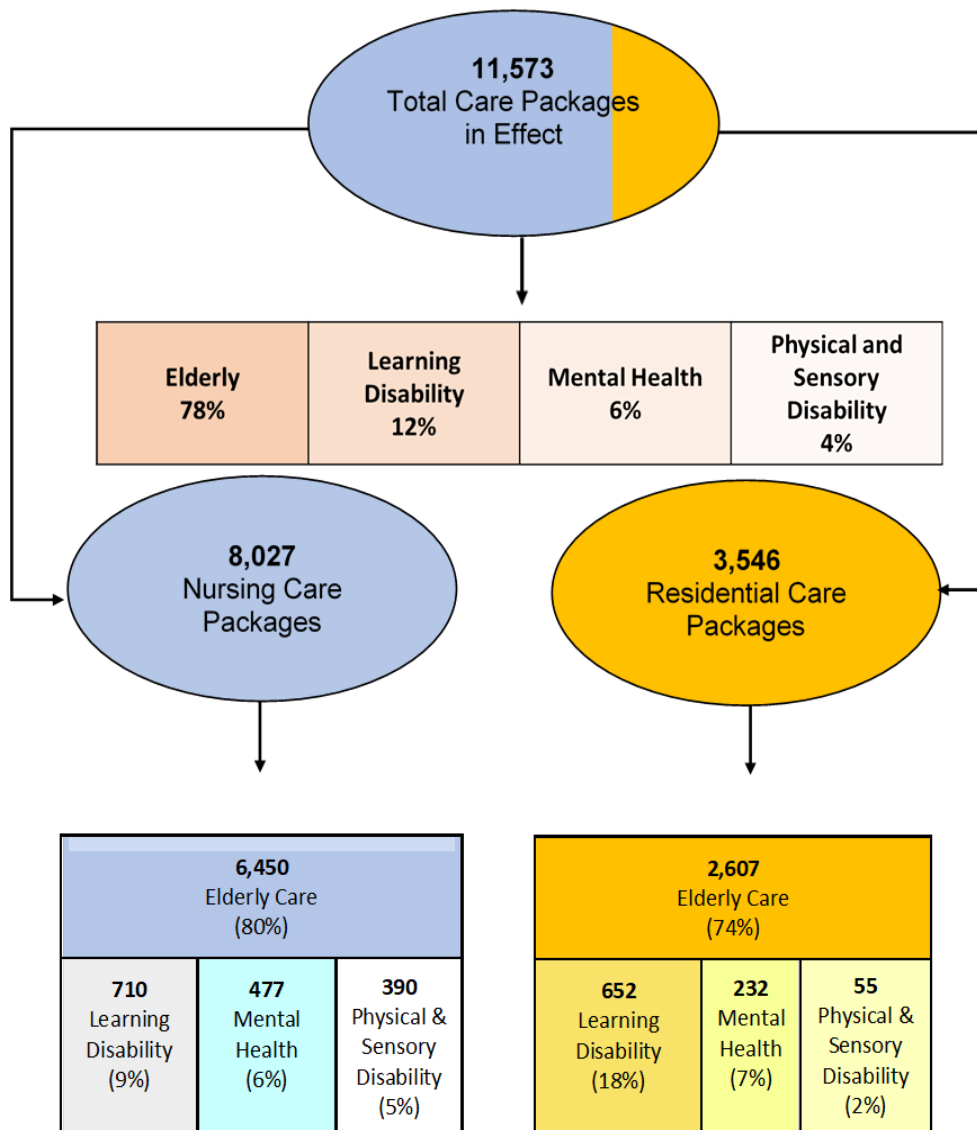 11,573
Total Care Packages
in Effect
Elderly
78%
Learning
Disability
12%
Mental Health
6%
Physical and
Sensory
Disability
4%
8,027
Nursing Care
Packages
3,546
Residential Care
Packages
6,450
Elderly Care
(80%)
710
Learning
Disability
(9%)
477
Mental
Health
(6%)
390
Physical &
Sensory
Disability
(5%)
2,607
Elderly Care
(74%)
652
Learning
Disability
(18%)
232
Mental
Health
(7%)
55
Physical &
Sensory
Disability
(2%)